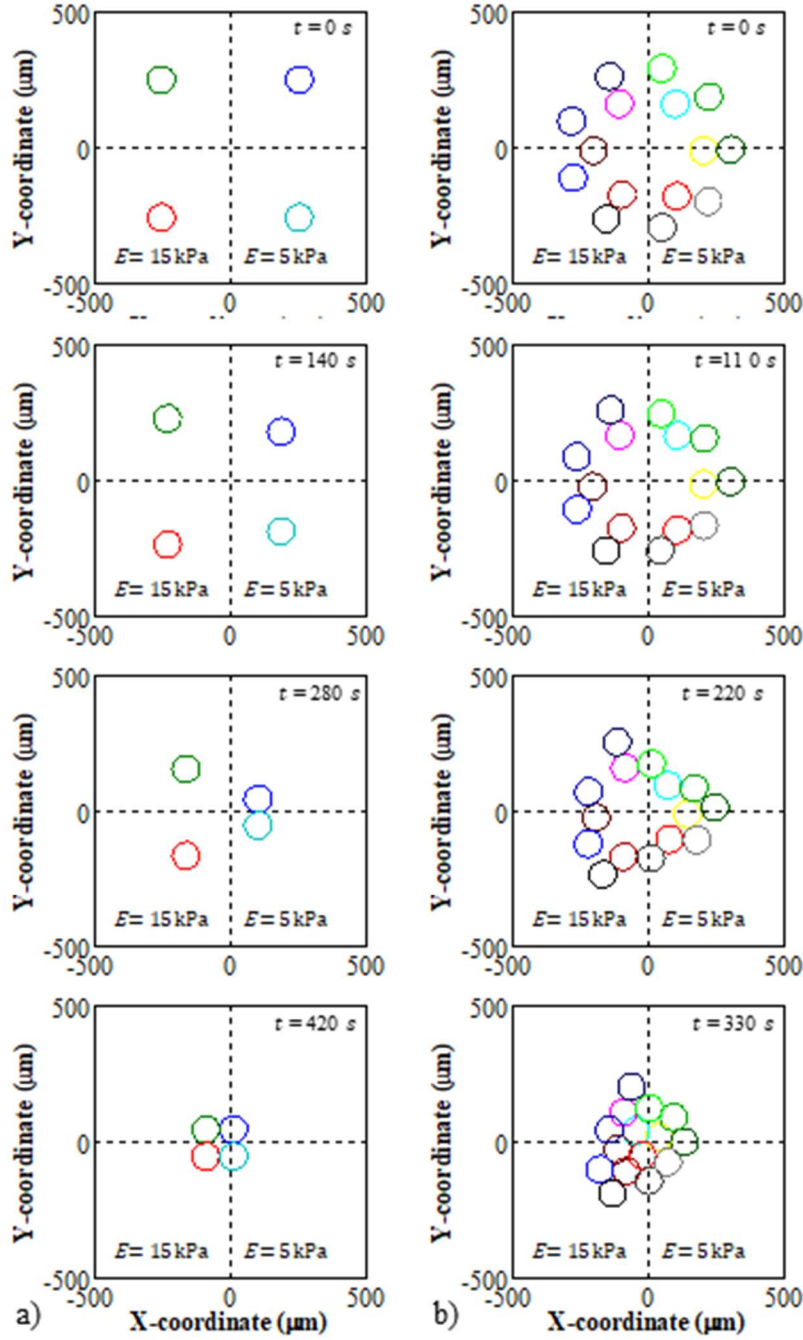 t = 0 s
500
0
-500
Y-coordinate (µm)
E = 15 kPa
E = 5 kPa
-500
0
500
t = 0 s
500
0
-500
Y-coordinate (µm)
E = 15 kPa
E = 5 kPa
-500
0
500
t = 140 s
500
0
-500
Y-coordinate (µm)
E = 15 kPa
E = 5 kPa
-500
0
500
t = 11 0 s
500
0
-500
Y-coordinate (µm)
E = 15 kPa
E = 5 kPa
-500
0
500
t = 280 s
500
0
-500
Y-coordinate (µm)
E = 15 kPa
E = 5 kPa
-500
0
500
t = 220 s
500
0
-500
Y-coordinate (µm)
E = 15 kPa
E = 5 kPa
-500
0
500
t = 420 s
500
0
-500
Y-coordinate (µm)
E = 15 kPa
E = 5 kPa
-500
0
500
a)
X-coordinate (µm)
t = 330 s
500
0
-500
Y-coordinate (µm)
E = 15 kPa
E = 5 kPa
-500
0
500
b)
X-coordinate (µm)